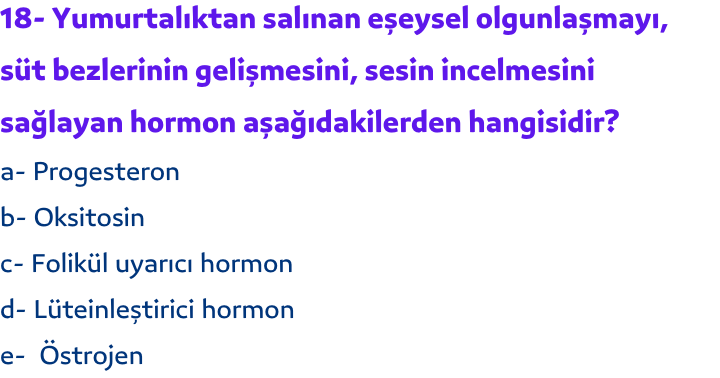 18- Yumurtalıktan salınan eşeysel olgunlaşmayı,
süt bezlerinin gelişmesini, sesin incelmesini
sağlayan hormon aşağıdakilerden hangisidir?
a- Progesteron
b- Oksitosin
c- Folikül uyarıcı hormon
d- Lüteinleştirici hormon
e- Östrojen